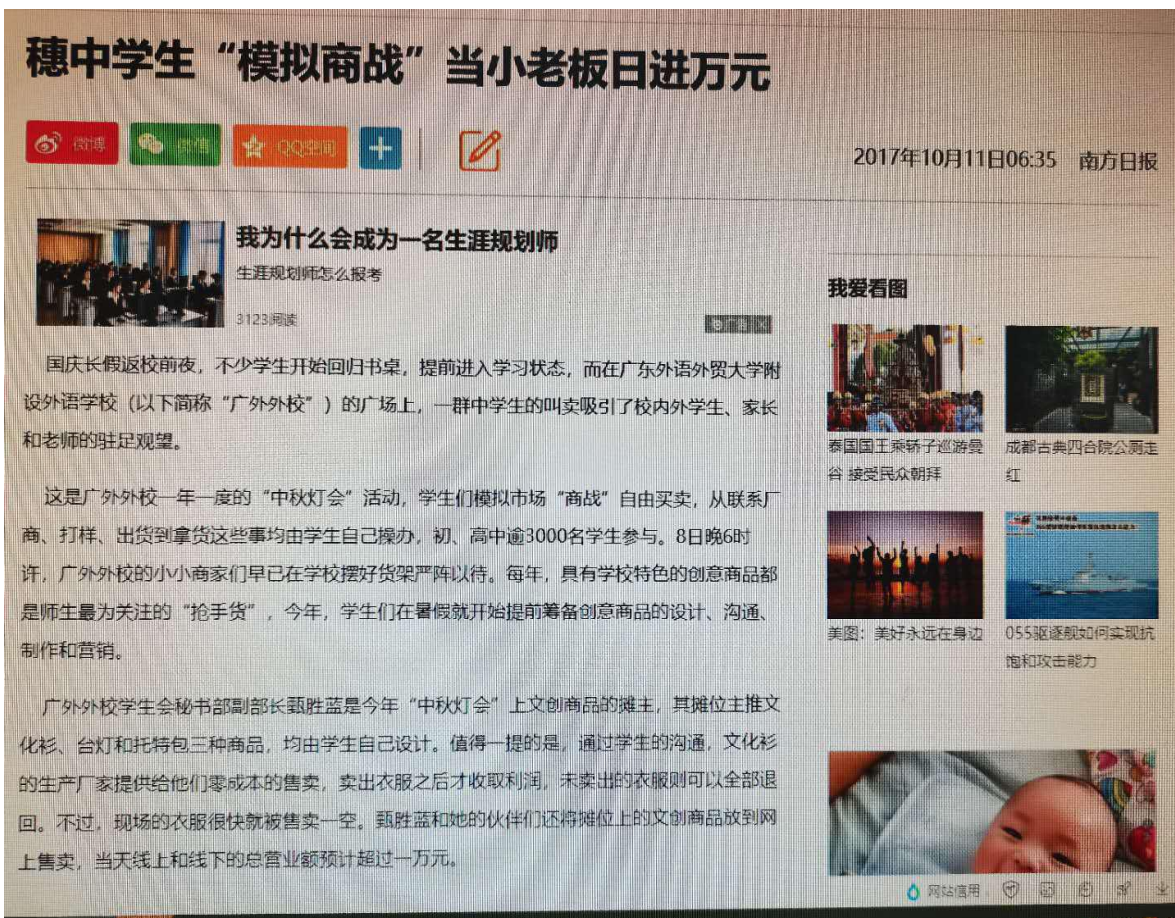 穗中学生“模拟商战”当小老板日进万元
微博 微信 QQ空间
2017年10月11日06:35 南方日报
我为什么会成为一名生涯规划师
生涯规划师怎么报考
3123阅读
广告
国庆长假返校前夜，不少学生开始回归书桌，提前进入学习状态，而在广东外语外贸大学附
设外语学校（以下简称“广外外校”）的广场上，一群中学生的叫卖吸引了校内外学生、家长
和老师的驻足观望。
这是广外外校一年一度的“中秋灯会”活动，学生们模拟市场“商战”自由买卖，从联系厂
商、打样、出货到拿货这些事均由学生自己操办，初、高中逾3000名学生参与。8日晚6时
许，广外外校的小小商家们早已在学校摆好货架严阵以待。每年，具有学校特色的创意商品都
是师生最为关注的“抢手货”，今年，学生们在暑假就开始提前筹备创意商品的设计、沟通、
制作和营销。
广外外校学生会秘书部副部长甄胜蓝是今年“中秋灯会”上文创商品的摊主，其摊位主推文
化衫、台灯和托特包三种商品，均由学生自己设计。值得一提的是，通过学生的沟通，文化衫
的生产厂家提供给他们零成本的售卖，卖出衣服之后才收取利润，未卖出的衣服则可以全部退
回。不过，现场的衣服很快就被售卖一空。甄胜蓝和她的伙伴们还将摊位上的文创商品放到网
上售卖，当天线上和线下的总营业额预计超过一万元。
我爱看图
泰国国王乘轿子巡游曼
谷 接受民众朝拜
成都古典四合院公厕走
红
美图：美好永远在身边
055驱逐舰如何实现抗
饱和攻击能力
网站信用